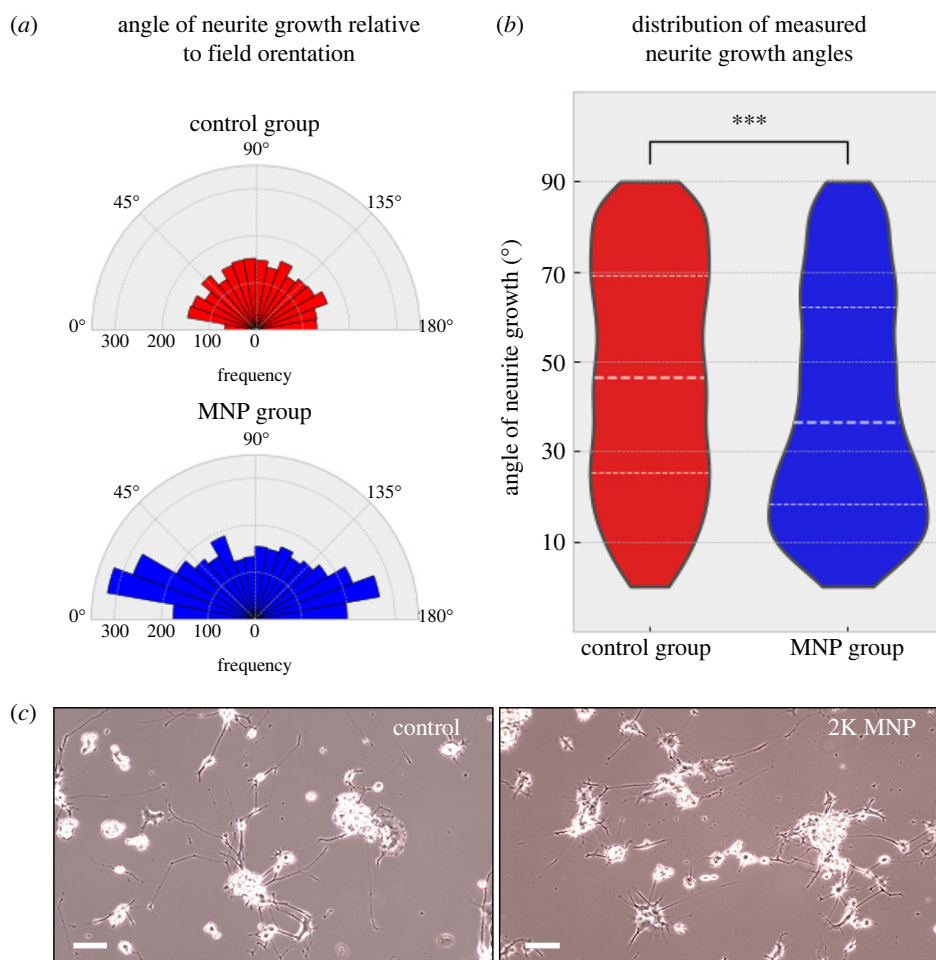 (a)
angle of neurite growth relative
to field orentation
control group
90°
45°
135°
0°
180°
300
200
100
0
frequency
MNP group
90°
45°
135°
0°
180°
300
200
100
0
frequency
(b)
distribution of measured
neurite growth angles
***
angle of neurite growth (°)
90
70
50
30
10
control group
MNP group
(c)
control
2K MNP